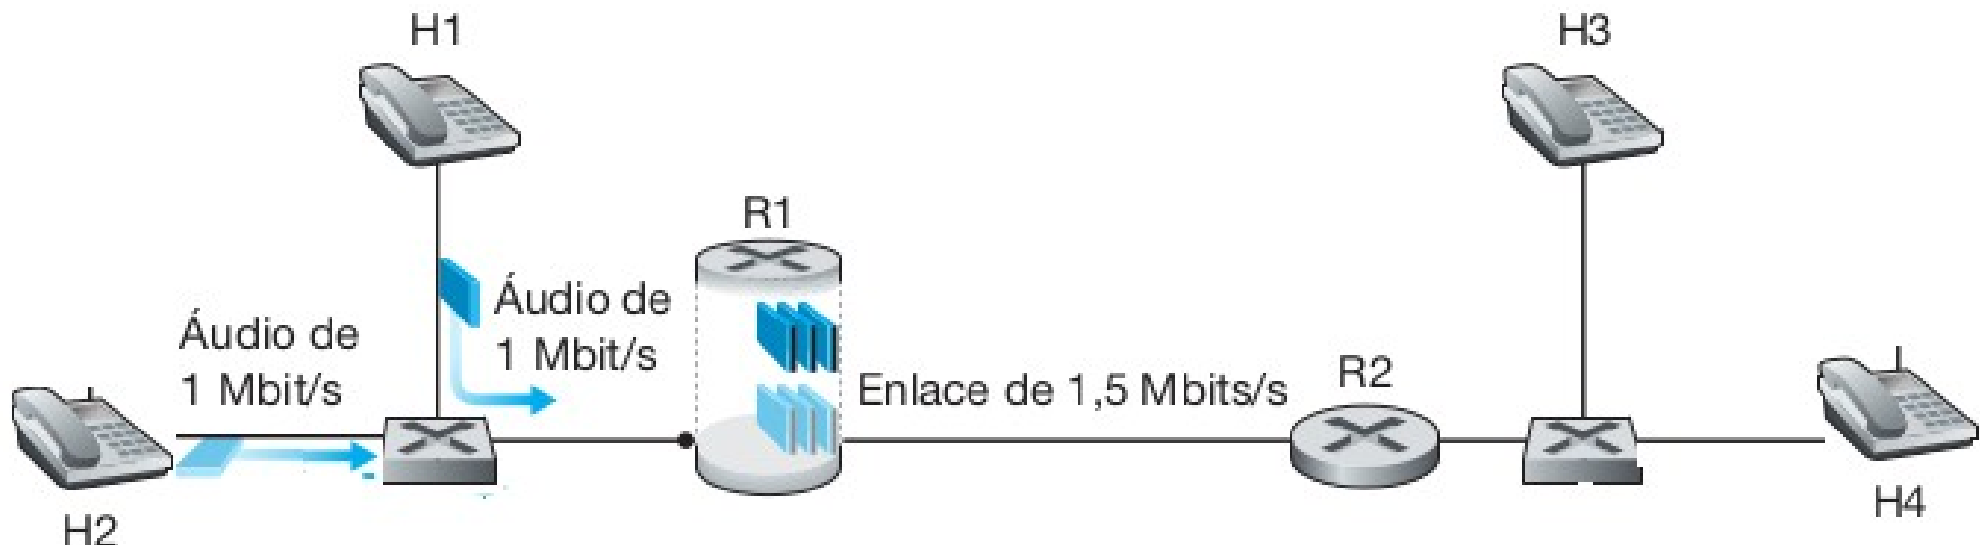 H1
H3
R1
Áudio de
1 Mbit/s
Áudio de
1 Mbit/s
Enlace de 1,5 Mbits/s
R2
H2
H4